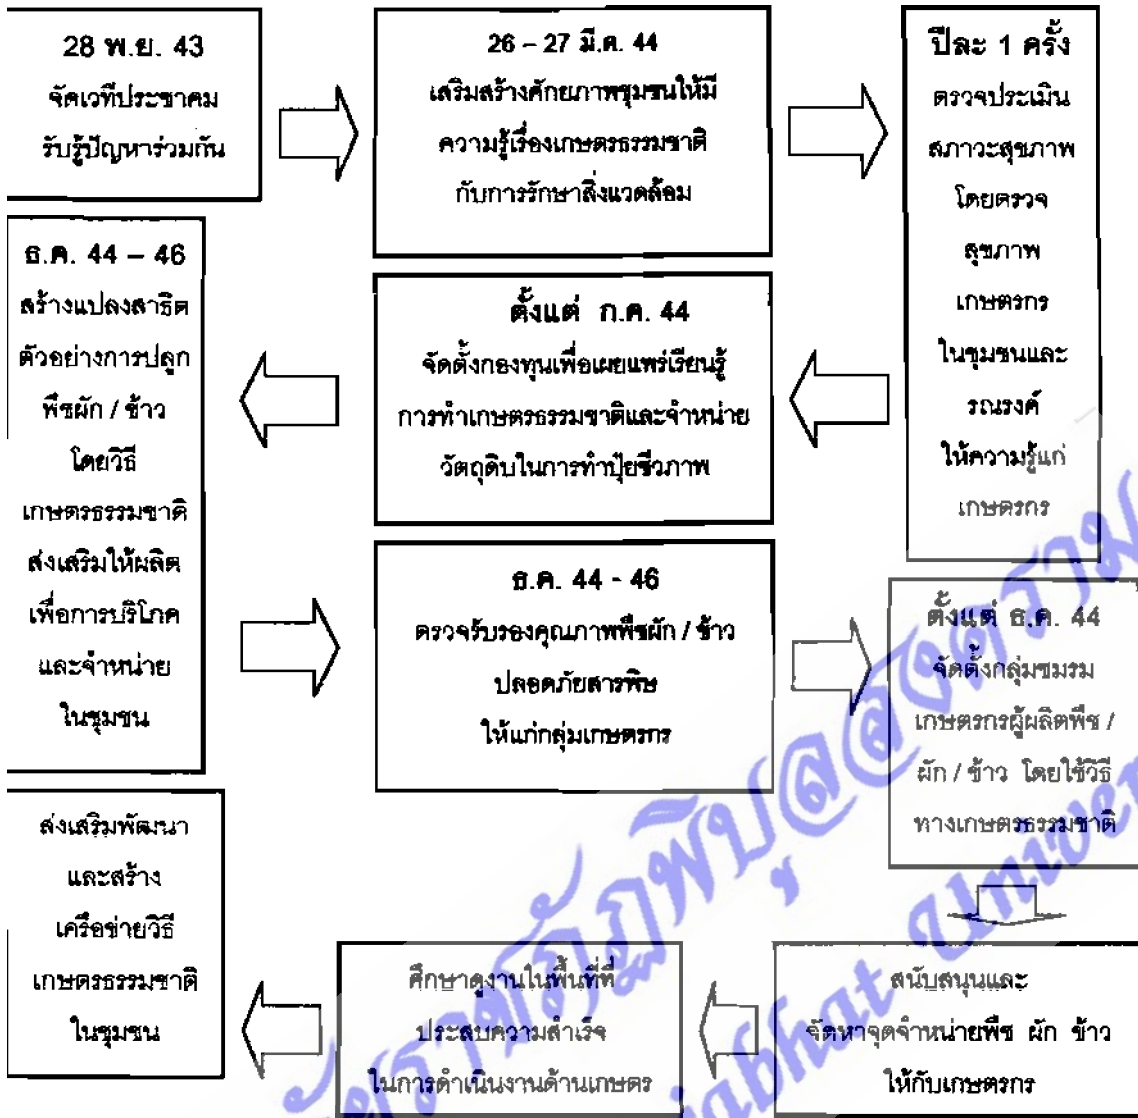 28 พ.ย. 43
จัดเวทีประชาคม
รับรู้ปัญหาร่วมกัน
26 – 27 มี.ค. 44
เสริมสร้างศักยภาพชุมชนให้มี
ความรู้เรื่องเกษตรธรรมชาติ
กับการรักษาสิ่งแวดล้อม
ปีละ 1 ครั้ง
ตรวจประเมิน
สภาวะสุขภาพ
โดยตรวจ
สุขภาพ
เกษตรกร
ในชุมชนและ
รณรงค์
ให้ความรู้แก่
เกษตรกร
ตั้งแต่ ก.ค. 44
จัดตั้งกองทุนเพื่อเผยแพร่เรียนรู้
การทำเกษตรธรรมชาติและจำหน่าย
วัตถุดิบในการทำปุ๋ยชีวภาพ
ธ.ค. 44 – 46
สร้างแปลงสาธิต
ตัวอย่างการปลูก
พืชผัก / ข้าว
โดยวิธี
เกษตรธรรมชาติ
ส่งเสริมให้ผลิต
เพื่อการบริโภค
และจำหน่าย
ในชุมชน
ธ.ค. 44 - 46
ตรวจรับรองคุณภาพพืชผัก / ข้าว
ปลอดภัยสารพิษ
ให้แก่กลุ่มเกษตรกร
ตั้งแต่ ธ.ค. 44
จัดตั้งกลุ่มชมรม
เกษตรกรผู้ผลิตพืช /
ผัก / ข้าว โดยใช้วิธี
ทางเกษตรธรรมชาติ
สนับสนุนและ
จัดหาจุดจำหน่ายพืช ผัก ข้าว
ให้กับเกษตรกร
ศึกษาดูงานในพื้นที่ที่
ประสบความสำเร็จ
ในการดำเนินงานด้านเกษตร
ส่งเสริมพัฒนา
และสร้าง
เครือข่ายวิธี
เกษตรธรรมชาติ
ในชุมชน